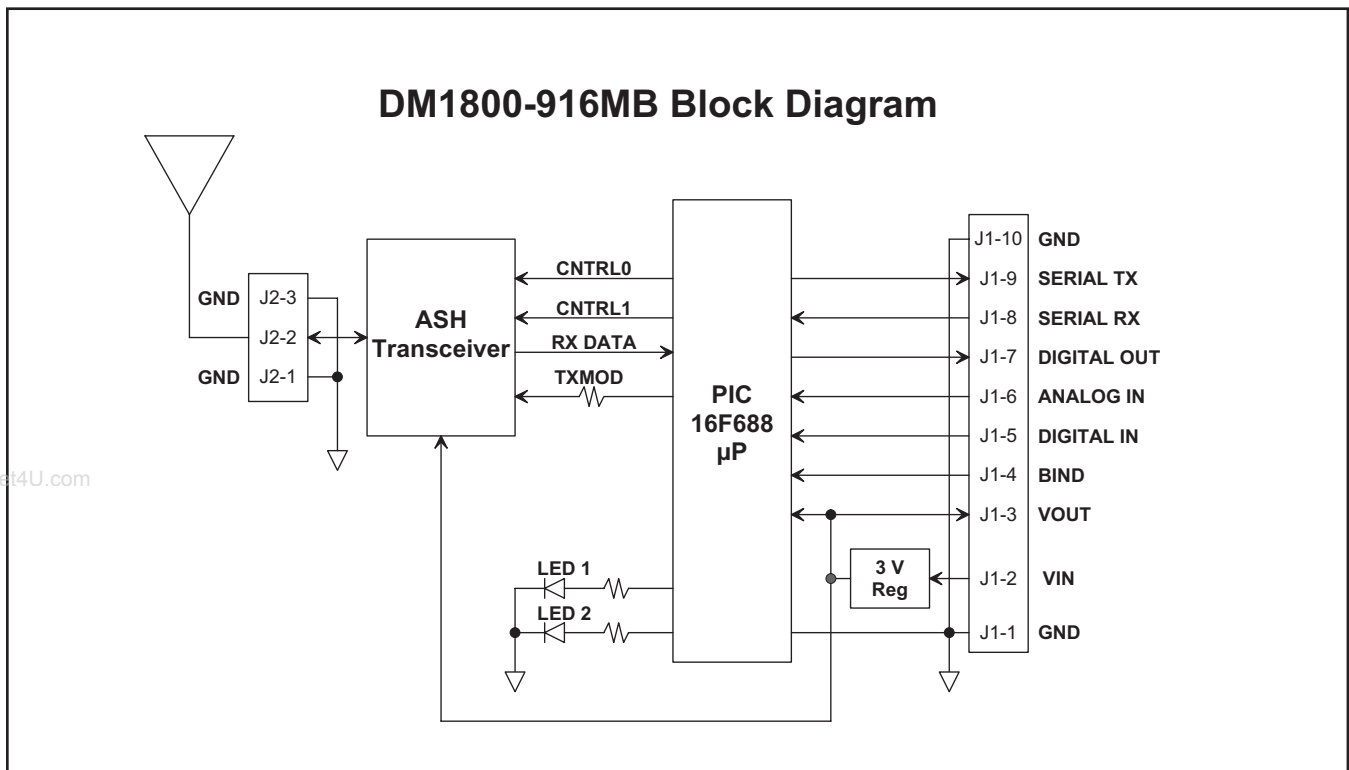 DM1800-916MB Block Diagram
GND J2-3
J2-2
GND J2-1
ASH
Transceiver
CNTRL0
CNTRL1
RX DATA
TXMOD
PIC
16F688
µP
LED 1
LED 2
3 V
Reg
J1-10 GND
J1-9 SERIAL TX
J1-8 SERIAL RX
J1-7 DIGITAL OUT
J1-6 ANALOG IN
J1-5 DIGITAL IN
J1-4 BIND
J1-3 VOUT
J1-2 VIN
J1-1 GND
et4U.com